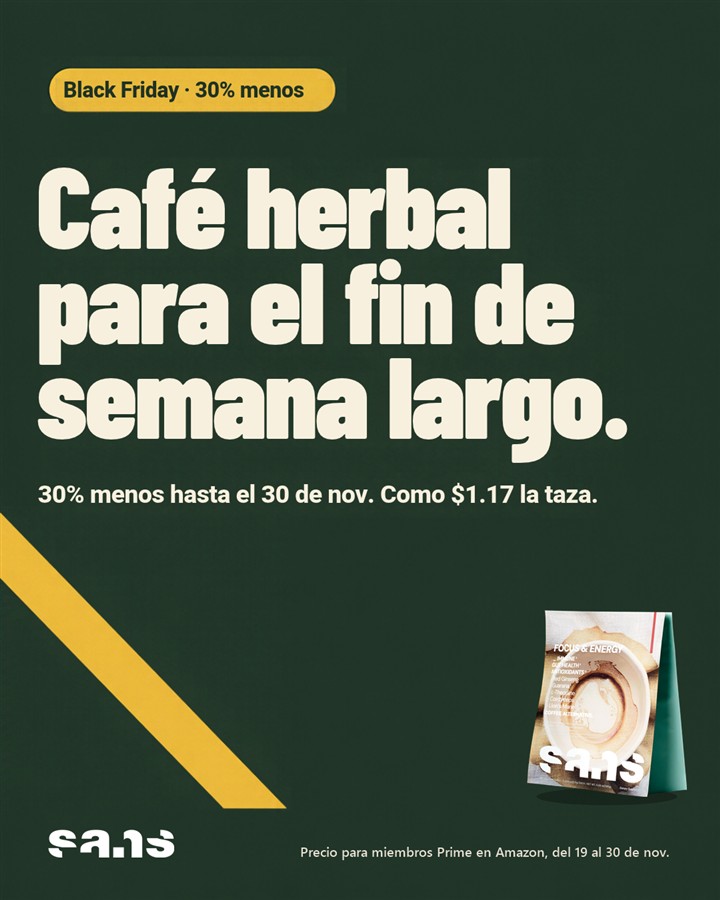 Black Friday · 30% menos
Café herbal
para el fin de
semana largo.
30% menos hasta el 30 de nov. Como $1.17 la taza.
FOCUS & ENERGY
sans
sans
Precio para miembros Prime en Amazon, del 19 al 30 de nov.